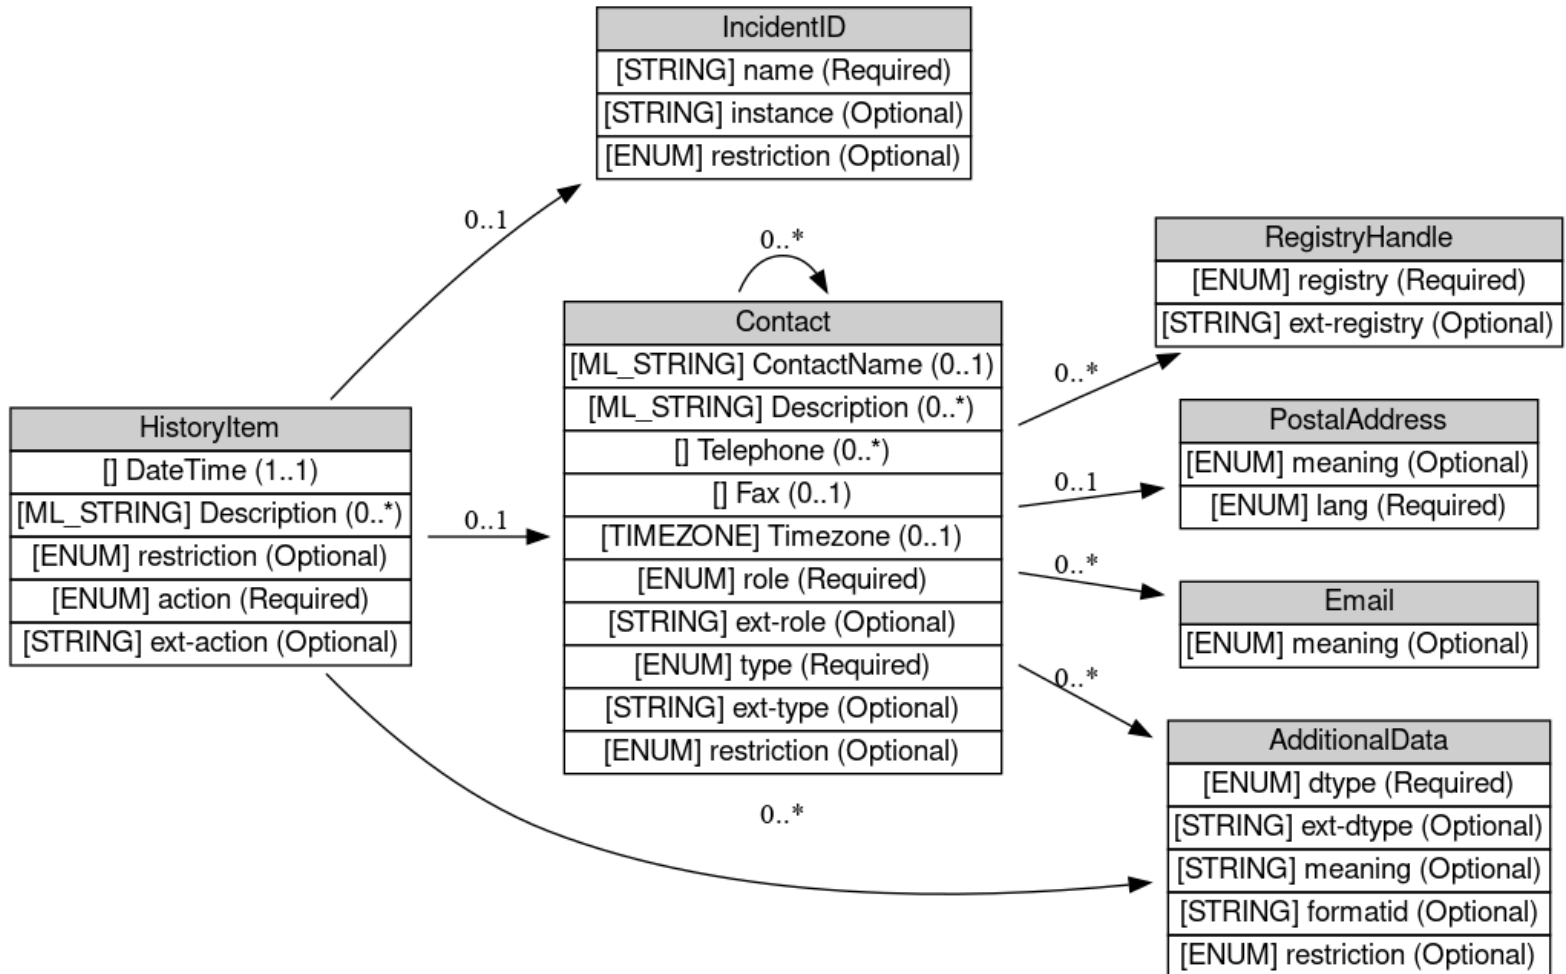 IncidentID
[STRING] name (Required)
[STRING] instance (Optional)
[ENUM] restriction (Optional)
0..1
0..*
RegistryHandle
[ENUM] registry (Required)
[STRING] ext-registry (Optional)
Contact
[ML_STRING] ContactName (0..1)
[ML_STRING] Description (0..*)
[] Telephone (0..*)
[] Fax (0..1)
[TIMEZONE] Timezone (0..1)
[ENUM] role (Required)
[STRING] ext-role (Optional)
[ENUM] type (Required)
[STRING] ext-type (Optional)
[ENUM] restriction (Optional)
0..*
PostalAddress
[ENUM] meaning (Optional)
[ENUM] lang (Required)
HistoryItem
[] DateTime (1..1)
[ML_STRING] Description (0..*)
[ENUM] restriction (Optional)
[ENUM] action (Required)
[STRING] ext-action (Optional)
0..1
0..1
0..*
Email
[ENUM] meaning (Optional)
0..*
AdditionalData
[ENUM] dtype (Required)
[STRING] ext-dtype (Optional)
[STRING] meaning (Optional)
[STRING] formatid (Optional)
[ENUM] restriction (Optional)
0..*